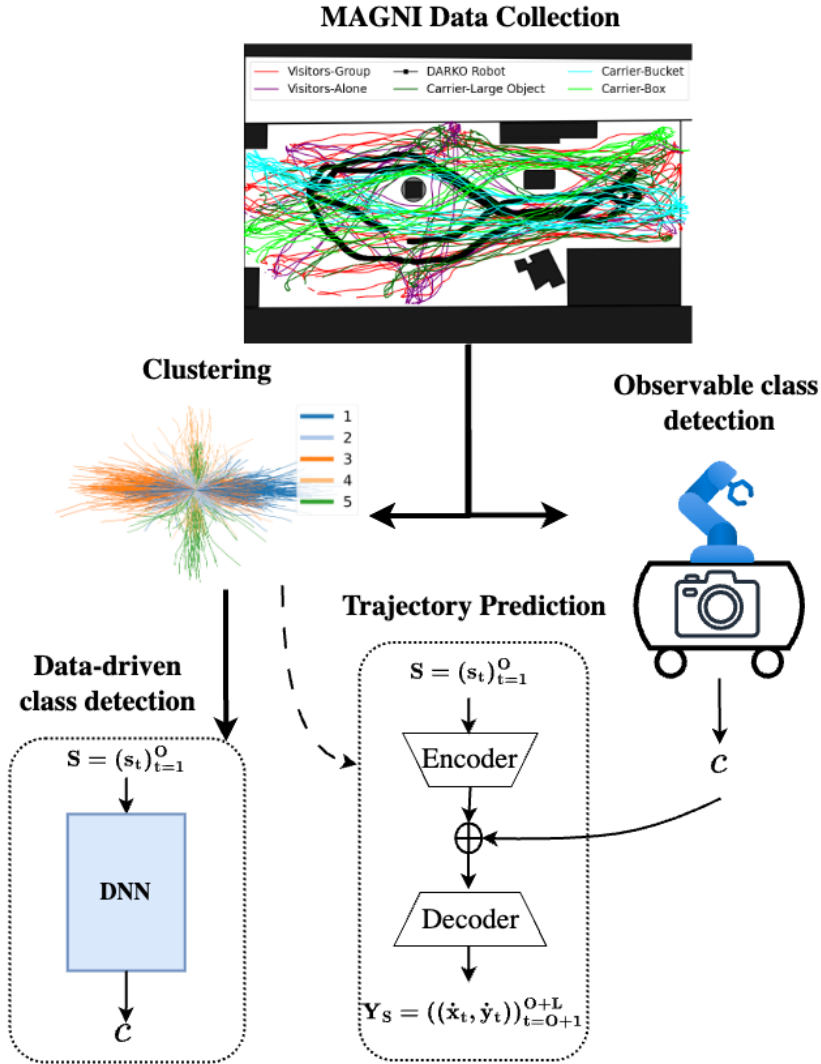 MAGNI Data Collection
Visitors-Group
DARKO Robot
Carrier-Bucket
Visitors-Alone
Carrier-Large Object
Carrier-Box
Clustering
1
2
3
4
5
Observable class
detection
Trajectory Prediction
Data-driven
class detection
S = (s_t)_{t=1}^{O}
DNN
C
S = (s_t)_{t=1}^{O}
Encoder
Decoder
Y_S = ((ẋ_t, ẏ_t))_{t=O+1}^{O+L}
C